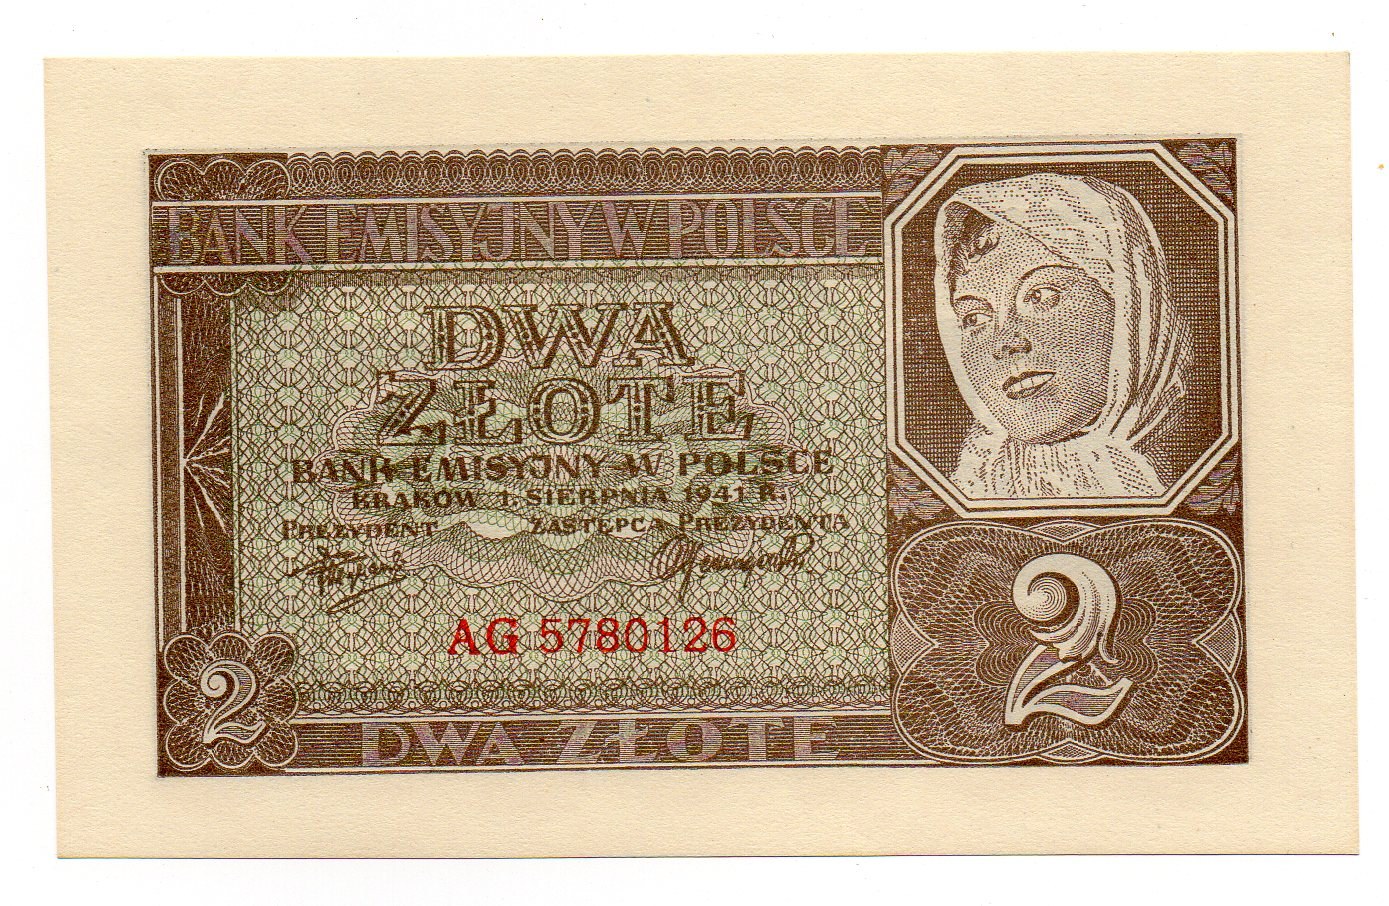 BANK EMISYJNY W POLSCE
DWA
ZŁOTE
BANK EMISYJNY W POLSCE
KRAKÓW 1. SIERPNIA 1941 R.
PREZYDENT ZASTĘPCA PREZYDENTA
AG 5780126
2
2
DWA ZŁOTE